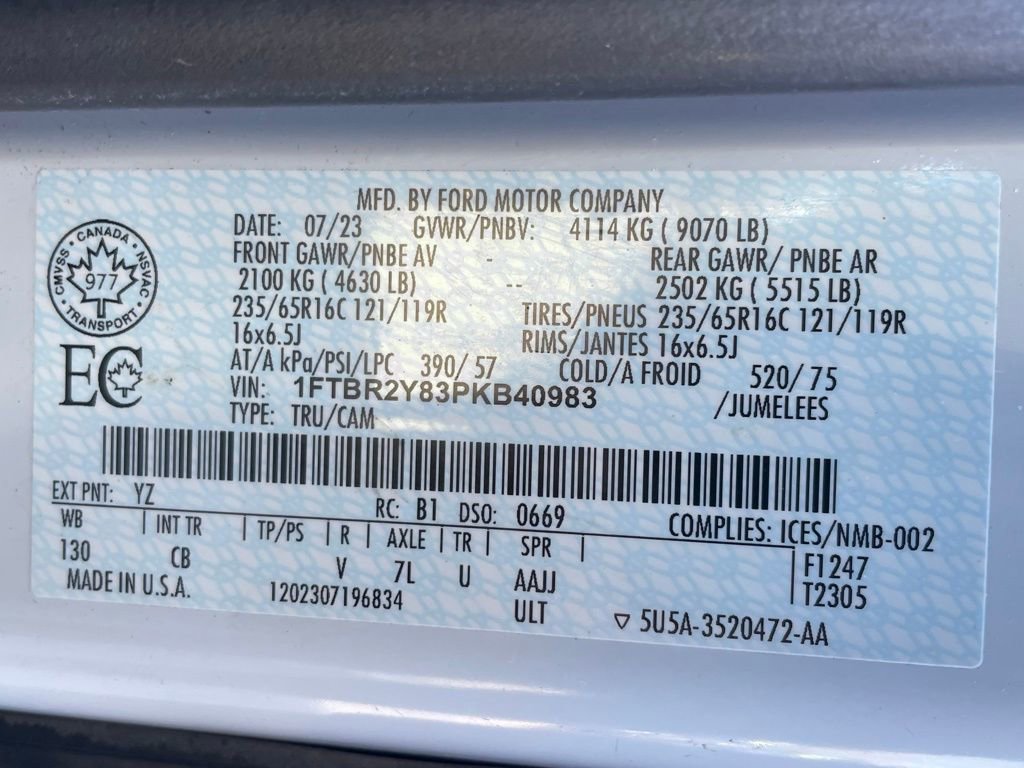 MFD. BY FORD MOTOR COMPANY
DATE: 07/23 GVWR/PNBV: 4114 KG ( 9070 LB)
FRONT GAWR/PNBE AV - REAR GAWR/ PNBE AR
2100 KG ( 4630 LB) -- 2502 KG ( 5515 LB)
235/65R16C 121/119R TIRES/PNEUS 235/65R16C 121/119R
16x6.5J RIMS/JANTES 16x6.5J
AT/A kPa/PSI/LPC 390/ 57 COLD/A FROID 520/ 75
VIN: 1FTBR2Y83PKB40983 /JUMELEES
TYPE: TRU/CAM
CMVSS • CANADA • NSVAC
977
TRANSPORT
EC
EXT PNT: YZ RC: B1 DSO: 0669 COMPLIES: ICES/NMB-002
WB | INT TR | TP/PS | R | AXLE | TR | SPR | F1247
130 CB V 7L U AAJJ T2305
MADE IN U.S.A. 1202307196834 ULT ▽ 5U5A-3520472-AA